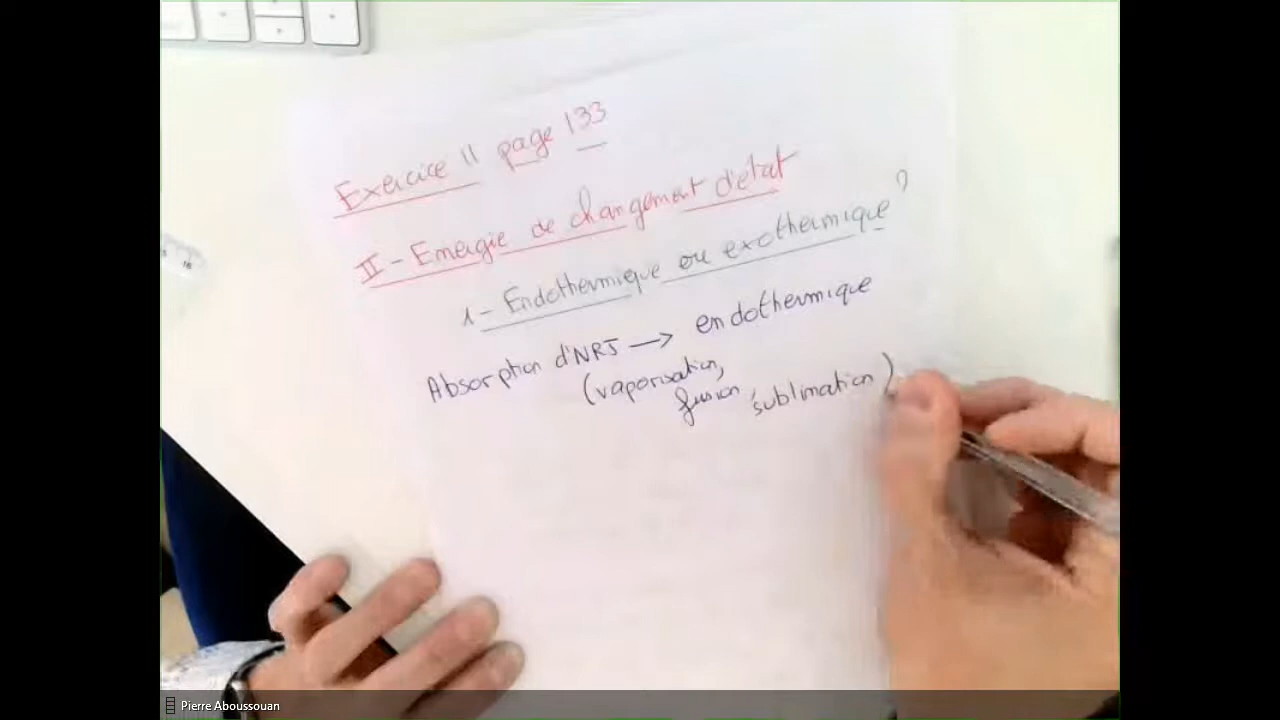 Exercice 11 page 133
II - Energie de changement d'état
1 - Endothermique ou exothermique ?
Absorption d'NRJ → endothermique
(vaporisation,
fusion, sublimation)
Pierre Aboussouan